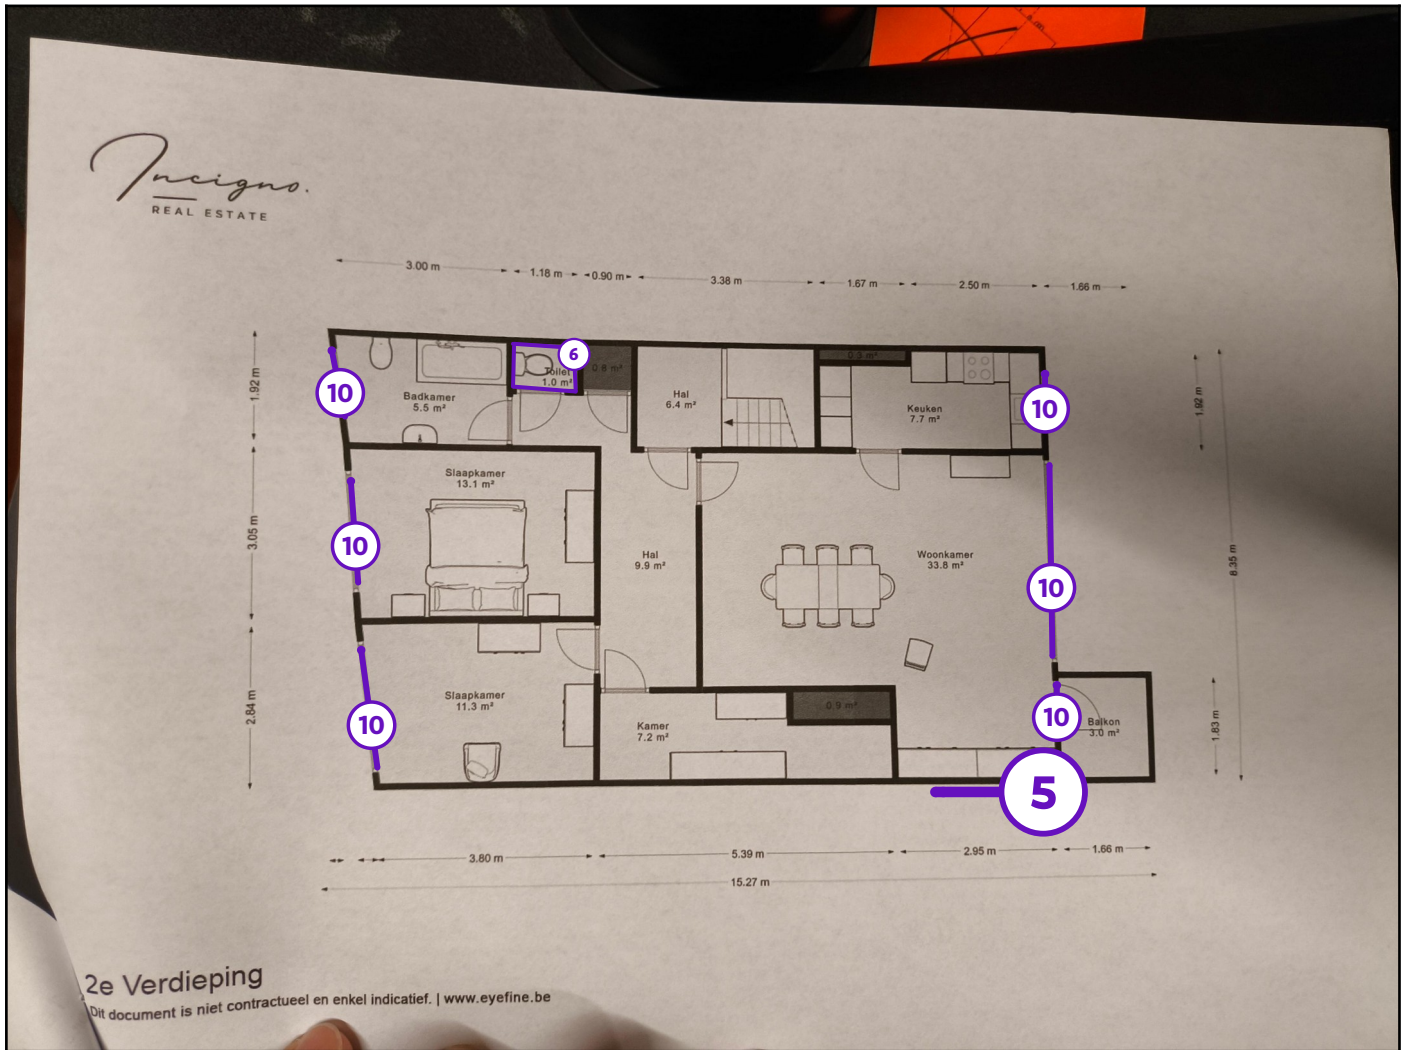 Incigno.
REAL ESTATE
3.00 m
1.18 m
0.90 m
3.38 m
1.67 m
2.50 m
1.66 m
1.92 m
3.05 m
2.84 m
1.92 m
8.35 m
1.83 m
6
Toilet
1.0 m²
0.8 m²
0.3 m²
10
Badkamer
5.5 m²
Hal
6.4 m²
Keuken
7.7 m²
10
Slaapkamer
13.1 m²
10
Hal
9.9 m²
Woonkamer
33.8 m²
10
Slaapkamer
11.3 m²
10
Kamer
7.2 m²
0.9 m²
10
Balkon
3.0 m²
5
3.80 m
5.39 m
2.95 m
1.66 m
15.27 m
2e Verdieping
Dit document is niet contractueel en enkel indicatief. | www.eyefine.be